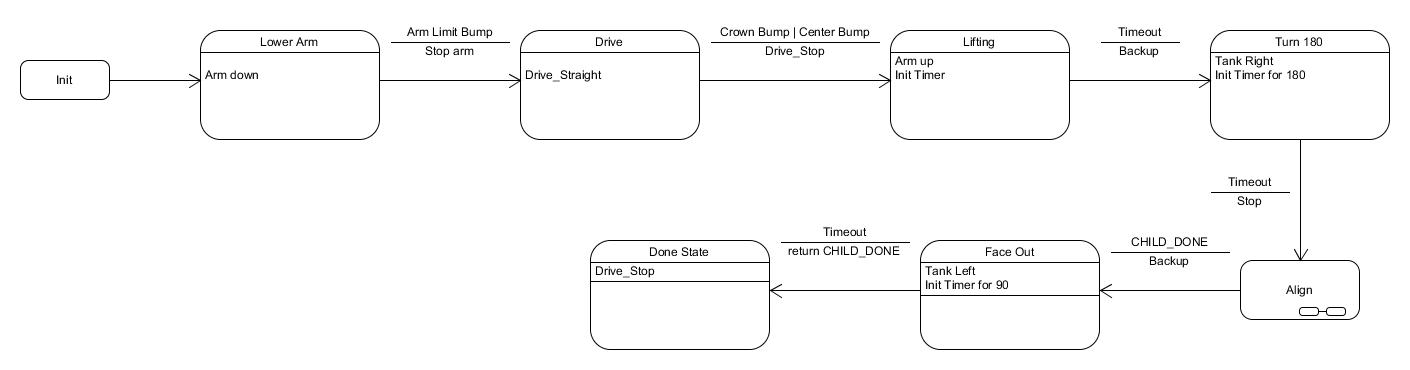 Init
Lower Arm
Arm down
Arm Limit Bump
Stop arm
Drive
Drive_Straight
Crown Bump | Center Bump
Drive_Stop
Lifting
Arm up
Init Timer
Timeout
Backup
Turn 180
Tank Right
Init Timer for 180
Timeout
Stop
Align
CHILD_DONE
Backup
Face Out
Tank Left
Init Timer for 90
Timeout
return CHILD_DONE
Done State
Drive_Stop